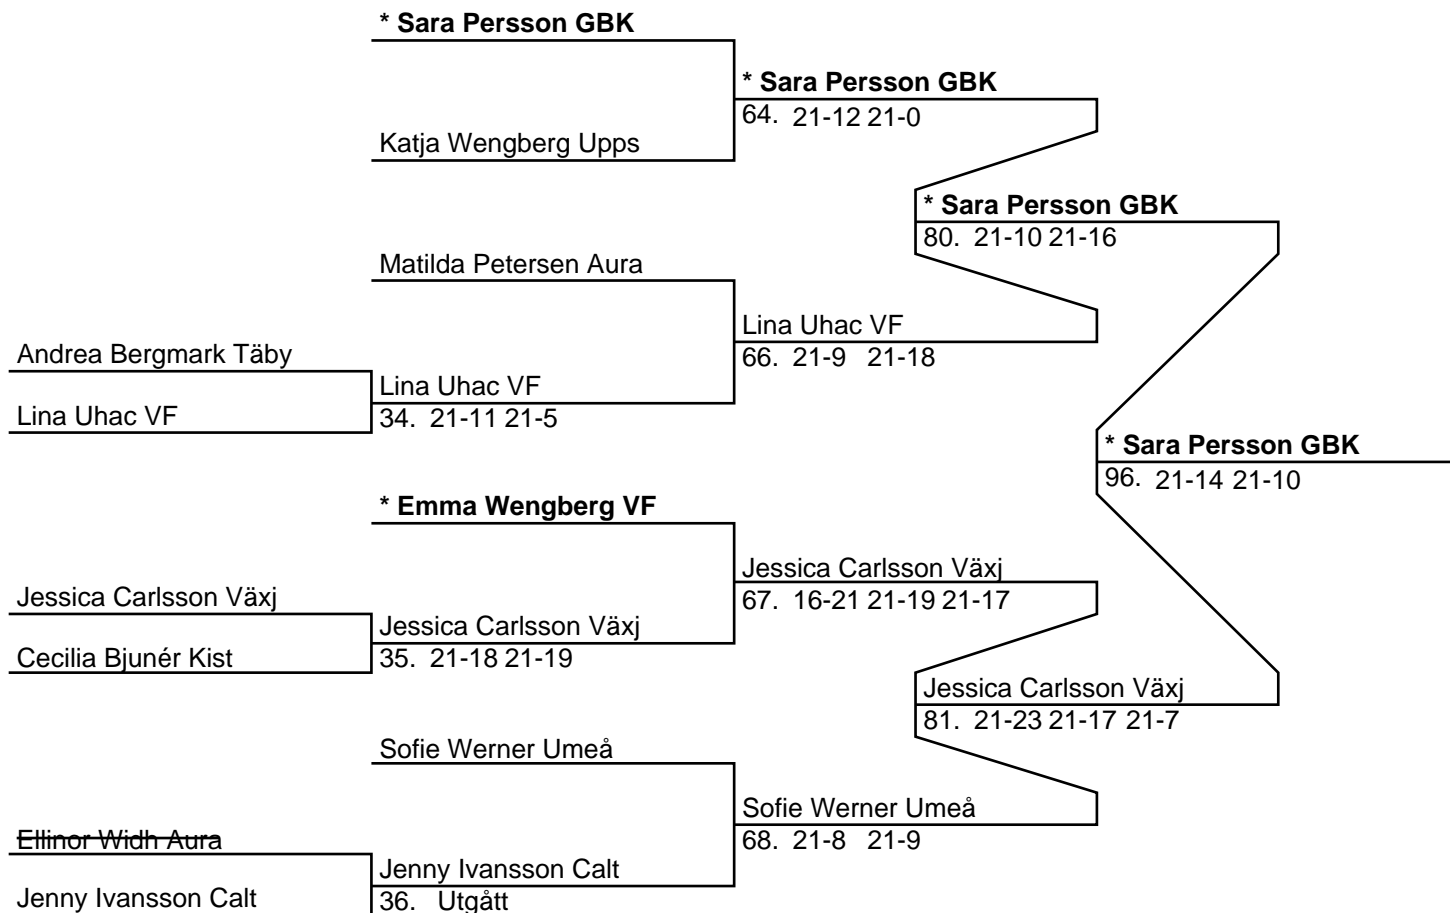 * Sara Persson GBK
* Sara Persson GBK
64. 21-12 21-0
Katja Wengberg Upps
* Sara Persson GBK
80. 21-10 21-16
Matilda Petersen Aura
Lina Uhac VF
66. 21-9 21-18
Andrea Bergmark Täby
Lina Uhac VF
Lina Uhac VF
34. 21-11 21-5
* Sara Persson GBK
96. 21-14 21-10
* Emma Wengberg VF
Jessica Carlsson Växj
67. 16-21 21-19 21-17
Jessica Carlsson Växj
Jessica Carlsson Växj
Cecilia Bjunér Kist
35. 21-18 21-19
Jessica Carlsson Växj
81. 21-23 21-17 21-7
Sofie Werner Umeå
Sofie Werner Umeå
68. 21-8 21-9
Ellinor Widh Aura
Jenny Ivansson Calt
Jenny Ivansson Calt
36. Utgått